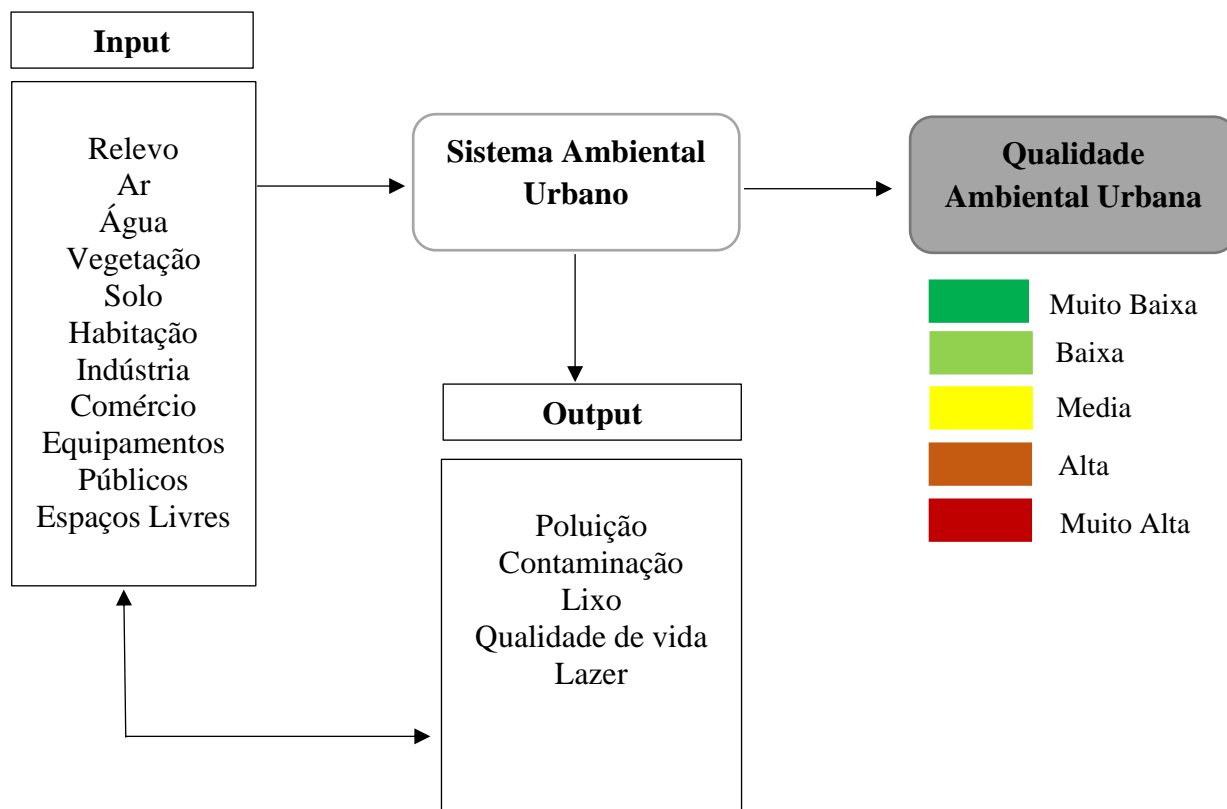 Input
Relevo
Ar
Água
Vegetação
Solo
Habitação
Indústria
Comércio
Equipamentos
Públicos
Espaços Livres
Sistema Ambiental
Urbano
Output
Poluição
Contaminação
Lixo
Qualidade de vida
Lazer
Qualidade
Ambiental Urbana
Muito Baixa
Baixa
Media
Alta
Muito Alta